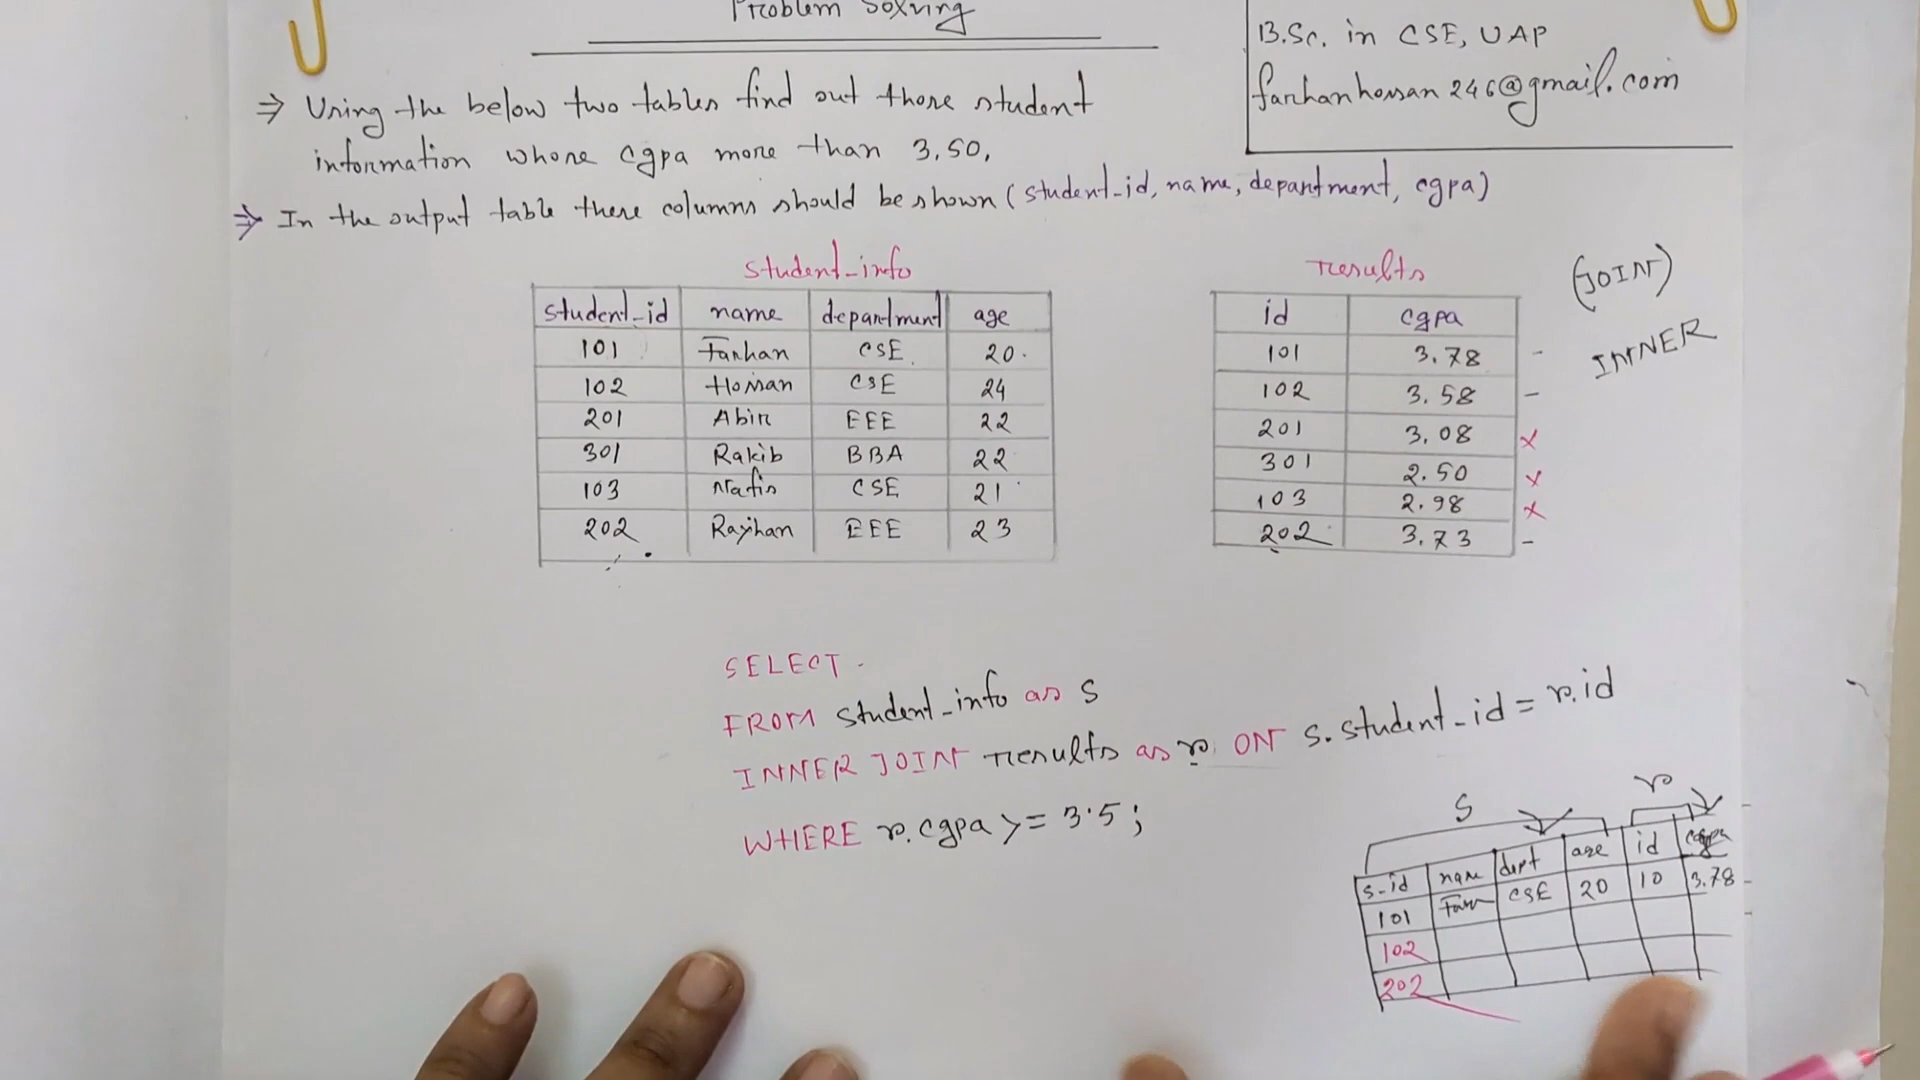 Problem Solving
B.Sc. in CSE, UAP
farhanhossan246@gmail.com
⇒ Using the below two tables find out those student
information whose cgpa more than 3.50.
⇒ In the output table these columns should be shown (student_id, name, department, cgpa)
student_info
student_id name department age
101 Farhan CSE 20
102 Hossan CSE 24
201 Abir EEE 22
301 Rakib BBA 22
103 Nafis CSE 21
202 Rayhan EEE 23
results
id cgpa
101 3.78 -
102 3.58 -
201 3.08 x
301 2.50 x
103 2.98 x
202 3.73 -
(JOIN)
INNER
SELECT
FROM student_info as s
INNER JOIN results as r ON s.student_id = r.id
WHERE r.cgpa >= 3.5;
s r
s-id name dept age id cgpa
101 Farr CSE 20 10 3.78
102
202